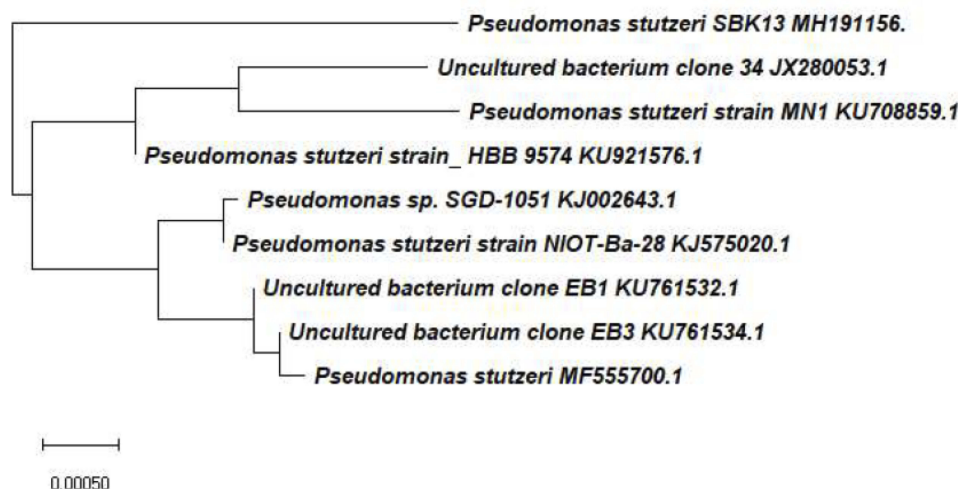 Pseudomonas stutzeri SBK13 MH191156.
Uncultured bacterium clone 34 JX280053.1
Pseudomonas stutzeri strain MN1 KU708859.1
Pseudomonas stutzeri strain_ HBB 9574 KU921576.1
Pseudomonas sp. SGD-1051 KJ002643.1
Pseudomonas stutzeri strain NIOT-Ba-28 KJ575020.1
Uncultured bacterium clone EB1 KU761532.1
Uncultured bacterium clone EB3 KU761534.1
Pseudomonas stutzeri MF555700.1
0.00050